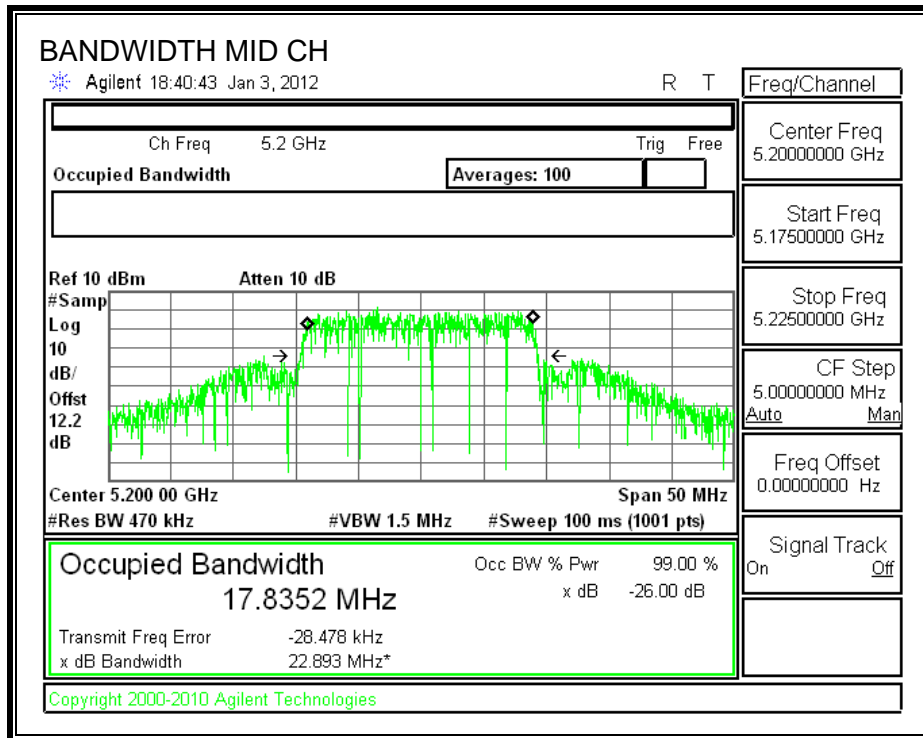 BANDWIDTH MID CH
Agilent 18:40:43 Jan 3, 2012 R T
Freq/Channel
Ch Freq 5.2 GHz Trig Free
Occupied Bandwidth Averages: 100
Center Freq
5.20000000 GHz
Start Freq
5.17500000 GHz
Stop Freq
5.22500000 GHz
CF Step
5.00000000 MHz
Auto Man
Freq Offset
0.00000000 Hz
Signal Track
On Off
Ref 10 dBm Atten 10 dB
#Samp
Log
10
dB/
Offst
12.2
dB
Center 5.200 00 GHz Span 50 MHz
#Res BW 470 kHz #VBW 1.5 MHz #Sweep 100 ms (1001 pts)
Occupied Bandwidth Occ BW % Pwr 99.00 %
17.8352 MHz x dB -26.00 dB
Transmit Freq Error -28.478 kHz
x dB Bandwidth 22.893 MHz*
Copyright 2000-2010 Agilent Technologies